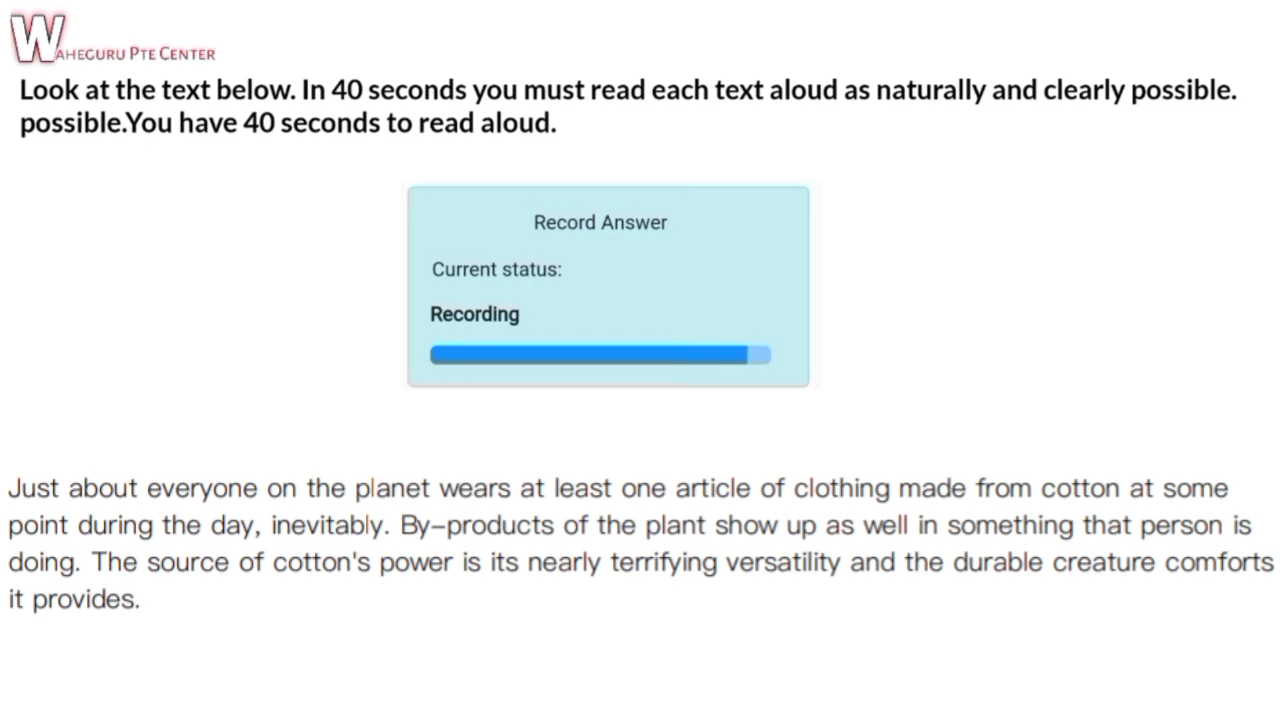 WAHEGURU PTE CENTER
Look at the text below. In 40 seconds you must read each text aloud as naturally and clearly possible.
possible.You have 40 seconds to read aloud.
Record Answer
Current status:
Recording
Just about everyone on the planet wears at least one article of clothing made from cotton at some
point during the day, inevitably. By–products of the plant show up as well in something that person is
doing. The source of cotton's power is its nearly terrifying versatility and the durable creature comforts
it provides.